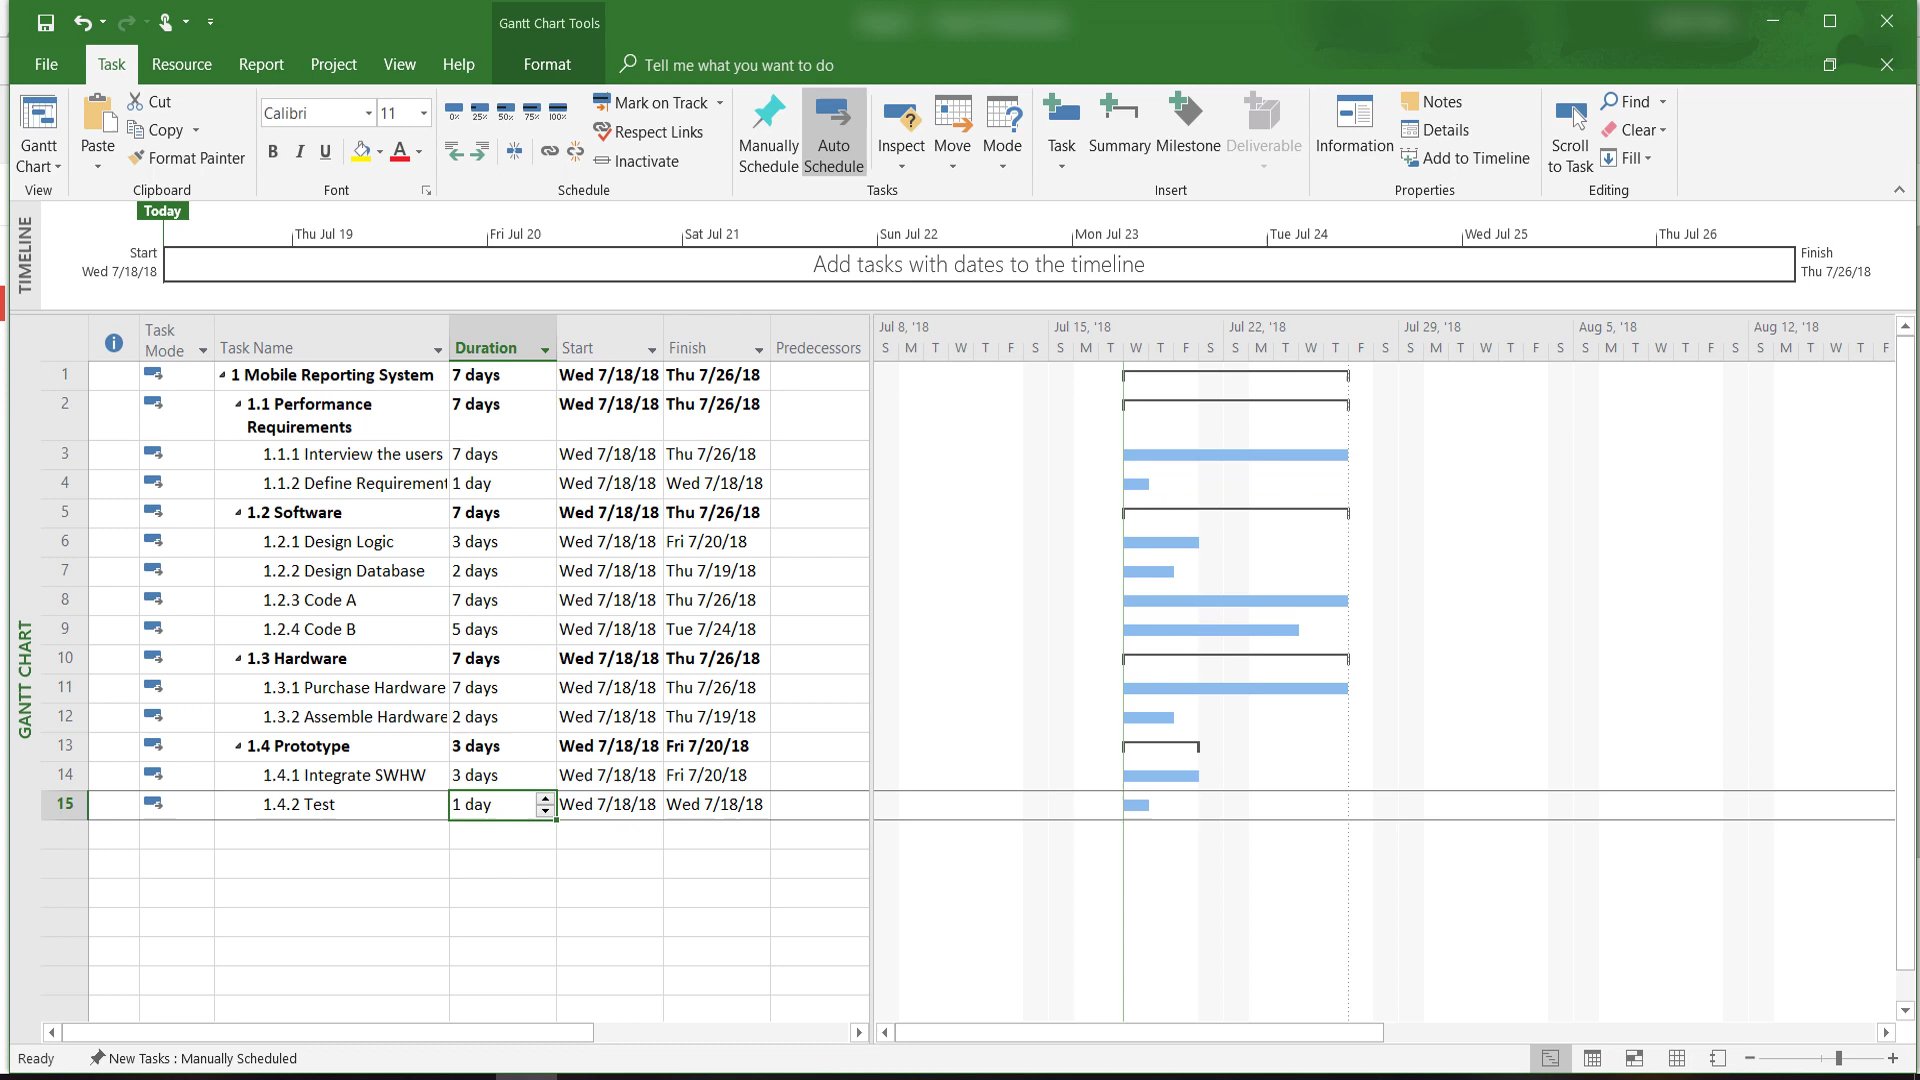 Gantt Chart Tools
File
Task
Resource
Report
Project
View
Help
Format
Tell me what you want to do
Gantt Chart
View
Paste
Cut
Copy
Format Painter
Clipboard
Calibri
11
B I U
A
Font
0%
25%
50%
75%
100%
Mark on Track
Respect Links
Inactivate
Schedule
Manually Schedule
Auto Schedule
Inspect
Move
Mode
Tasks
Task
Summary
Milestone
Deliverable
Insert
Information
Notes
Details
Add to Timeline
Properties
Scroll to Task
Find
Clear
Fill
Editing
TIMELINE
Today
Start
Wed 7/18/18
Thu Jul 19
Fri Jul 20
Sat Jul 21
Sun Jul 22
Mon Jul 23
Tue Jul 24
Wed Jul 25
Thu Jul 26
Add tasks with dates to the timeline
Finish
Thu 7/26/18
GANTT CHART
Task Mode
Task Name
Duration
Start
Finish
Predecessors
Jul 8, '18
Jul 15, '18
Jul 22, '18
Jul 29, '18
Aug 5, '18
Aug 12, '18
S M T W T F S S M T W T F S S M T W T F S S M T W T F S S M T W T F S S M T W T F
1 1 Mobile Reporting System 7 days Wed 7/18/18 Thu 7/26/18
2 1.1 Performance Requirements 7 days Wed 7/18/18 Thu 7/26/18
3 1.1.1 Interview the users 7 days Wed 7/18/18 Thu 7/26/18
4 1.1.2 Define Requirement 1 day Wed 7/18/18 Wed 7/18/18
5 1.2 Software 7 days Wed 7/18/18 Thu 7/26/18
6 1.2.1 Design Logic 3 days Wed 7/18/18 Fri 7/20/18
7 1.2.2 Design Database 2 days Wed 7/18/18 Thu 7/19/18
8 1.2.3 Code A 7 days Wed 7/18/18 Thu 7/26/18
9 1.2.4 Code B 5 days Wed 7/18/18 Tue 7/24/18
10 1.3 Hardware 7 days Wed 7/18/18 Thu 7/26/18
11 1.3.1 Purchase Hardware 7 days Wed 7/18/18 Thu 7/26/18
12 1.3.2 Assemble Hardware 2 days Wed 7/18/18 Thu 7/19/18
13 1.4 Prototype 3 days Wed 7/18/18 Fri 7/20/18
14 1.4.1 Integrate SWHW 3 days Wed 7/18/18 Fri 7/20/18
15 1.4.2 Test 1 day Wed 7/18/18 Wed 7/18/18
Ready
New Tasks : Manually Scheduled